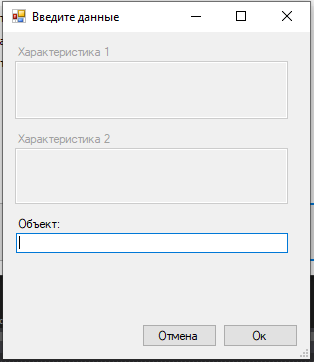 Введите данные
Характеристика 1
Характеристика 2
Объект:
Отмена
Ок